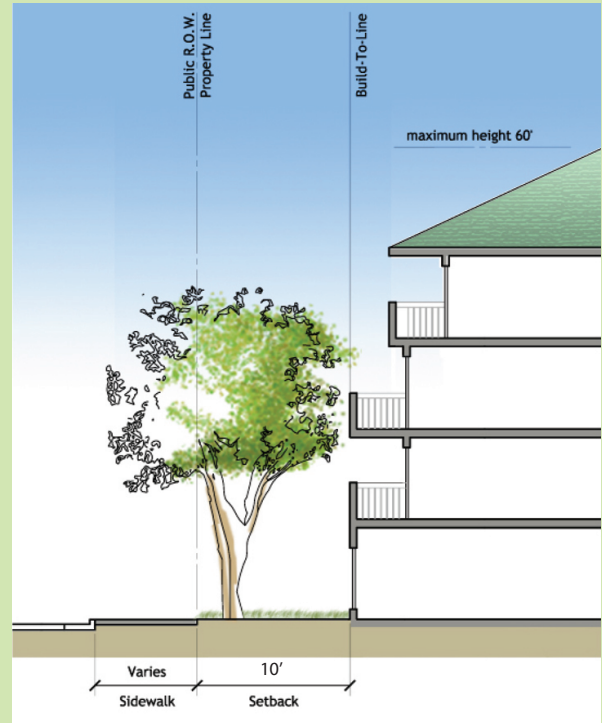 Public R.O.W.
Property Line
Build-To-Line
maximum height 60'
Varies
10’
Sidewalk
Setback